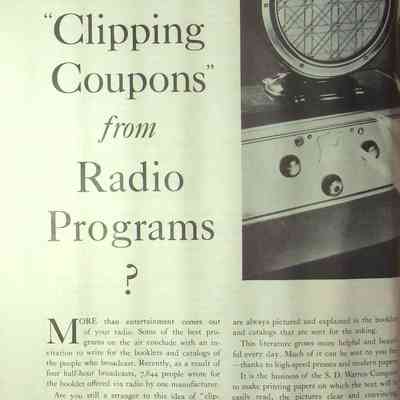 "Clipping
Coupons"
from
Radio
Programs
?
MORE than entertainment comes out
of your radio. Some of the best pro-
grams on the air conclude with an in-
vitation to write for the booklets and catalogs of
the people who broadcast. Recently, as a result of
four half-hour broadcasts, 7,844 people wrote for
the booklet offered via radio by one manufacturer.
Are you still a stranger to this idea of "clip-
are always pictured and explained in the booklets
and catalogs that are sent for the asking.
This literature grows more helpful and beauti-
ful every day. Much of it can be sent to you free
—thanks to high-speed presses and modern papers.
It is the business of the S. D. Warren Company
to make printing papers on which the text will be
easily read, the pictures clear and convincing